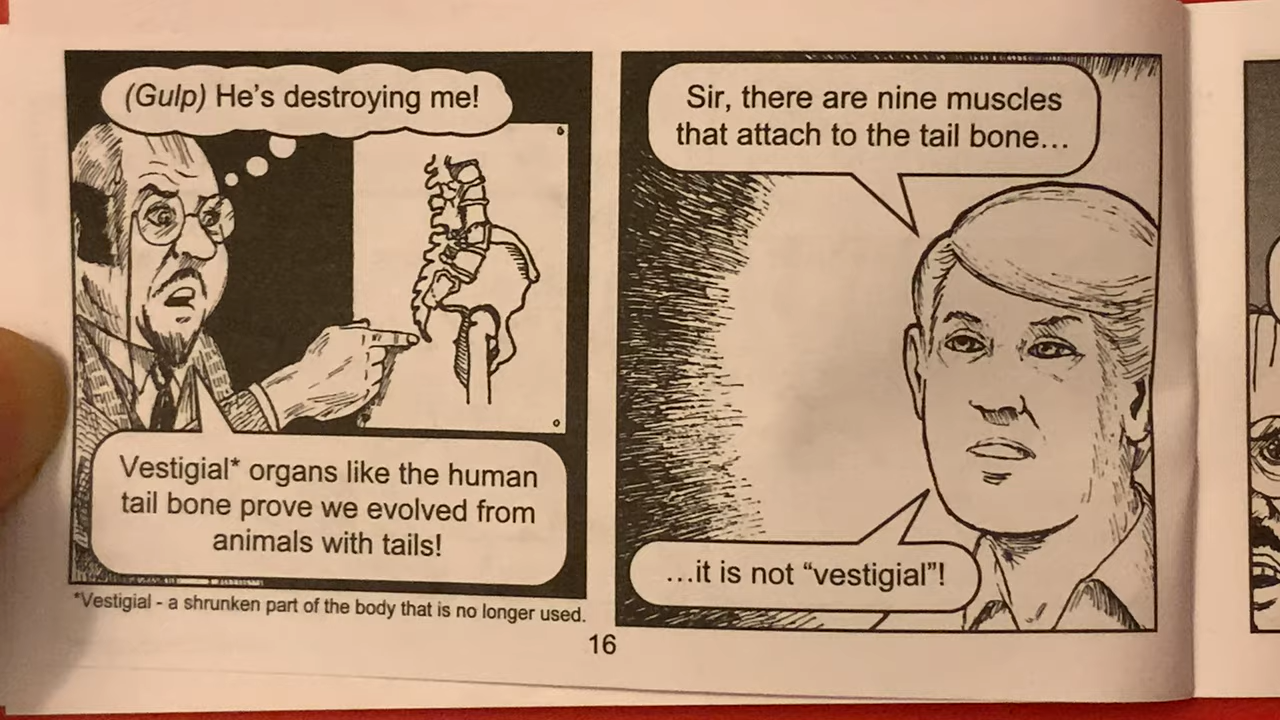 (Gulp) He's destroying me!
Vestigial* organs like the human
tail bone prove we evolved from
animals with tails!
*Vestigial - a shrunken part of the body that is no longer used.
Sir, there are nine muscles
that attach to the tail bone...
...it is not “vestigial”!
16